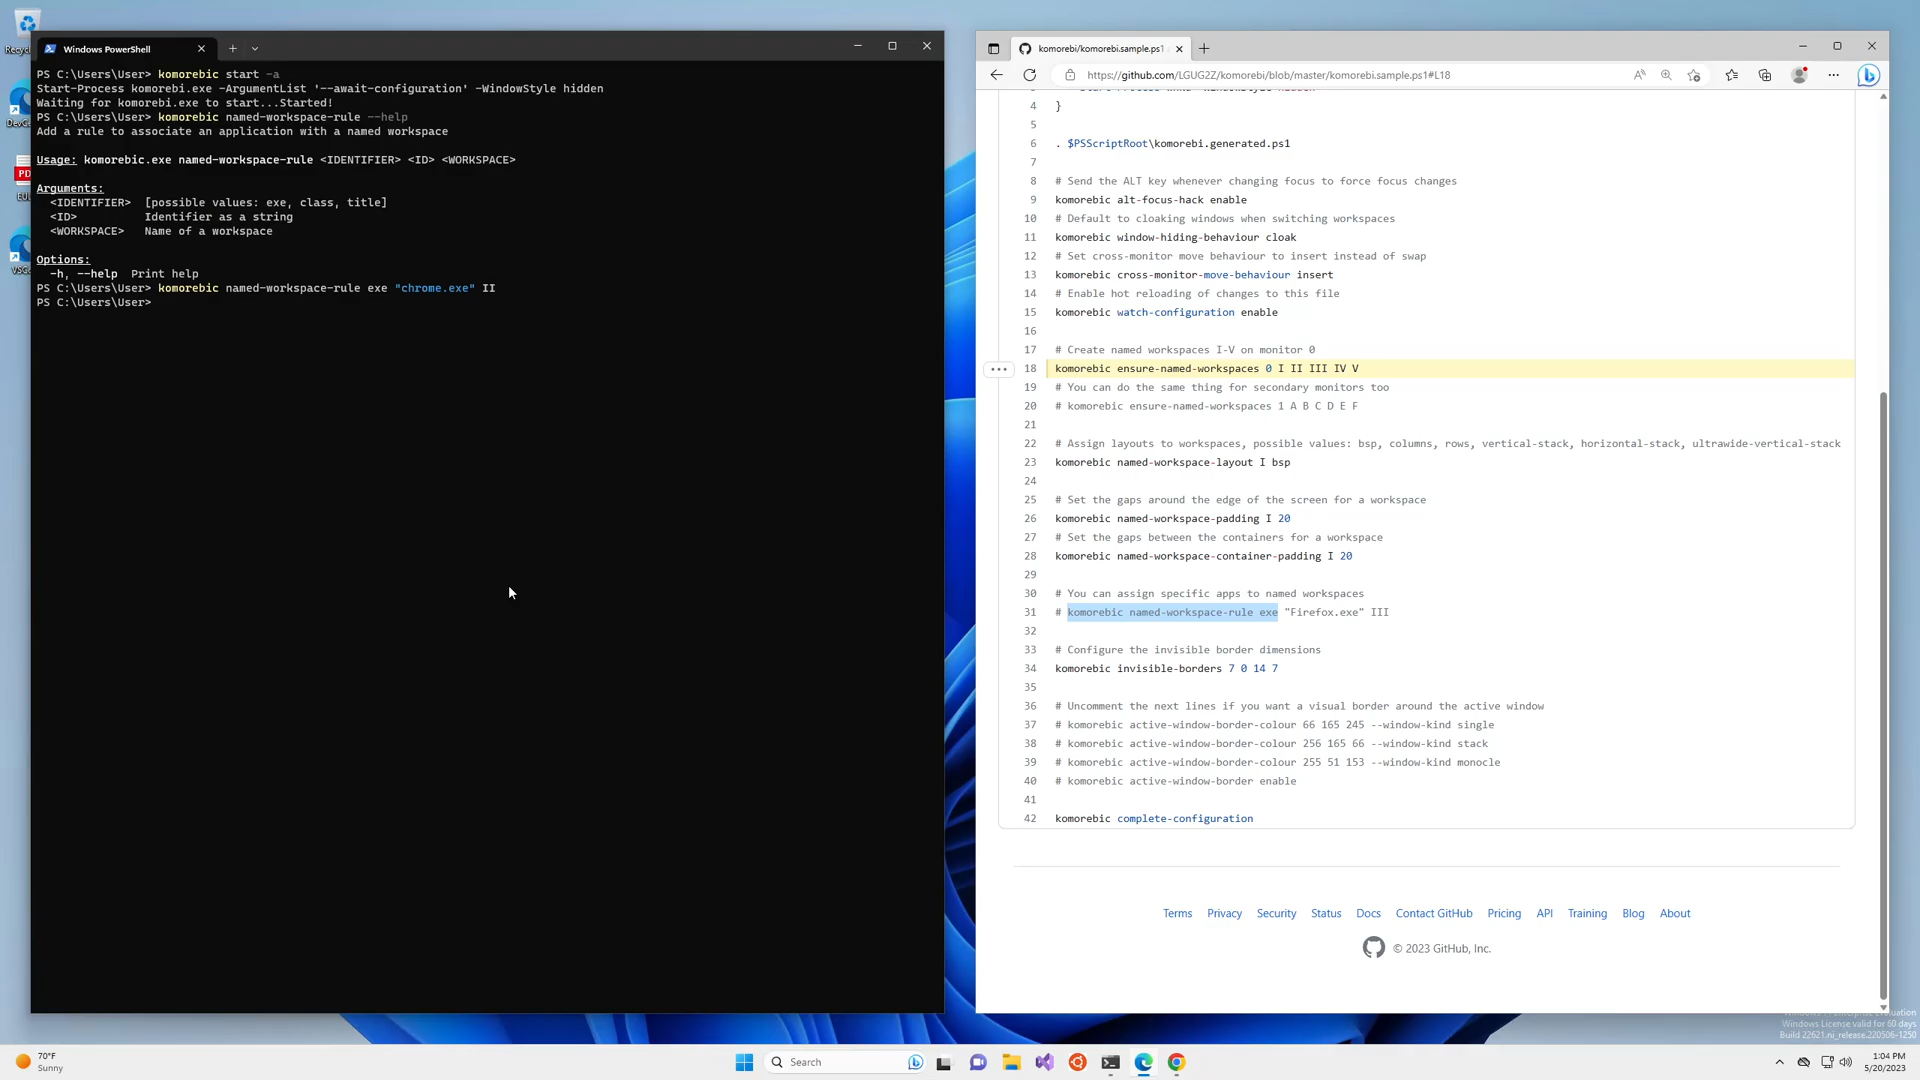 Windows PowerShell
PS C:\Users\User> komorebic start -a
Start-Process komorebi.exe -ArgumentList '--await-configuration' -WindowStyle hidden
Waiting for komorebi.exe to start...Started!
PS C:\Users\User> komorebic named-workspace-rule --help
Add a rule to associate an application with a named workspace
Usage: komorebic.exe named-workspace-rule <IDENTIFIER> <ID> <WORKSPACE>
Arguments:
<IDENTIFIER> [possible values: exe, class, title]
<ID> Identifier as a string
<WORKSPACE> Name of a workspace
Options:
-h, --help Print help
PS C:\Users\User> komorebic named-workspace-rule exe "chrome.exe" II
PS C:\Users\User>
komorebi/komorebi.sample.ps1
https://github.com/LGUG2Z/komorebi/blob/master/komorebi.sample.ps1#L18
4 }
5
6 . $PSScriptRoot\komorebi.generated.ps1
7
8 # Send the ALT key whenever changing focus to force focus changes
9 komorebic alt-focus-hack enable
10 # Default to cloaking windows when switching workspaces
11 komorebic window-hiding-behaviour cloak
12 # Set cross-monitor move behaviour to insert instead of swap
13 komorebic cross-monitor-move-behaviour insert
14 # Enable hot reloading of changes to this file
15 komorebic watch-configuration enable
16
17 # Create named workspaces I-V on monitor 0
18 komorebic ensure-named-workspaces 0 I II III IV V
19 # You can do the same thing for secondary monitors too
20 # komorebic ensure-named-workspaces 1 A B C D E F
21
22 # Assign layouts to workspaces, possible values: bsp, columns, rows, vertical-stack, horizontal-stack, ultrawide-vertical-stack
23 komorebic named-workspace-layout I bsp
24
25 # Set the gaps around the edge of the screen for a workspace
26 komorebic named-workspace-padding I 20
27 # Set the gaps between the containers for a workspace
28 komorebic named-workspace-container-padding I 20
29
30 # You can assign specific apps to named workspaces
31 # komorebic named-workspace-rule exe "Firefox.exe" III
32
33 # Configure the invisible border dimensions
34 komorebic invisible-borders 7 0 14 7
35
36 # Uncomment the next lines if you want a visual border around the active window
37 # komorebic active-window-border-colour 66 165 245 --window-kind single
38 # komorebic active-window-border-colour 256 165 66 --window-kind stack
39 # komorebic active-window-border-colour 255 51 153 --window-kind monocle
40 # komorebic active-window-border enable
41
42 komorebic complete-configuration
Terms Privacy Security Status Docs Contact GitHub Pricing API Training Blog About
© 2023 GitHub, Inc.
Windows License valid for 60 days
Build 22621.ni_release.220506-1250
70°F
Sunny
Search
1:04 PM
5/20/2023